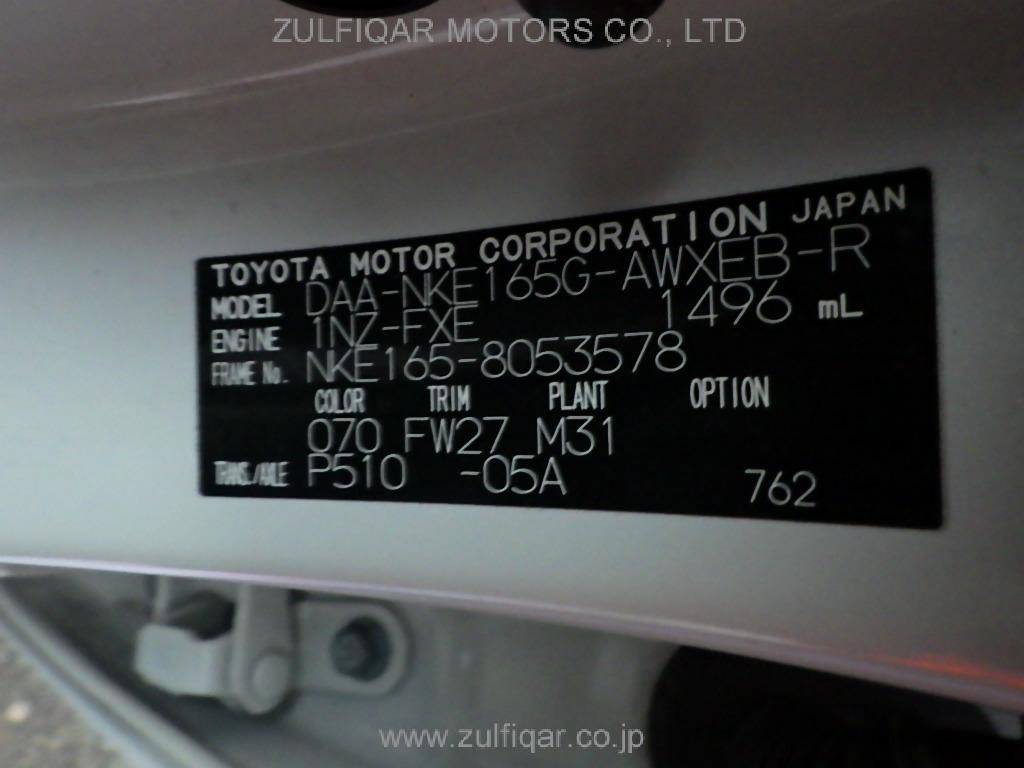 ZULFIQAR MOTORS CO., LTD
TOYOTA MOTOR CORPORATION JAPAN
MODEL DAA-NKE165G-AWXEB-R
ENGINE 1NZ-FXE 1496 mL
FRAME No. NKE165-8053578
COLOR TRIM PLANT OPTION
070 FW27 M31
TRANS./AXLE P510 -05A 762
www.zulfiqar.co.jp